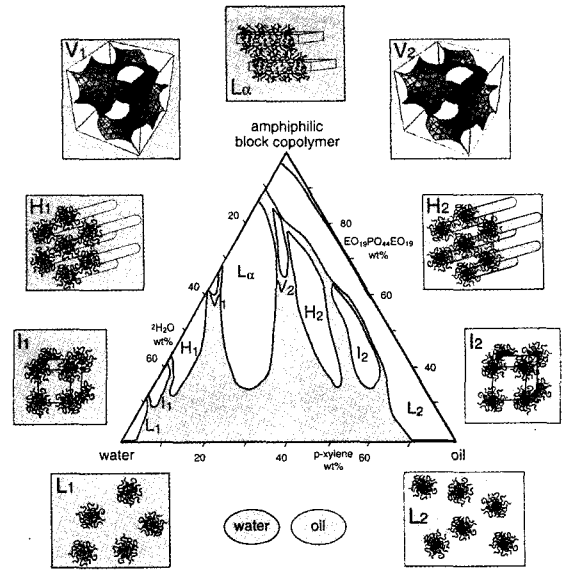 V1
Lα
V2
amphiphilic
block copolymer
H1
H2
20
80
EO19PO44EO19
wt%
Lα
40
V1
V2
60
H2
²H2O
wt%
H1
60
I2
I1
I2
40
I1
L1
L2
water
20
40
p-xylene
wt%
60
oil
L1
L2
water
oil